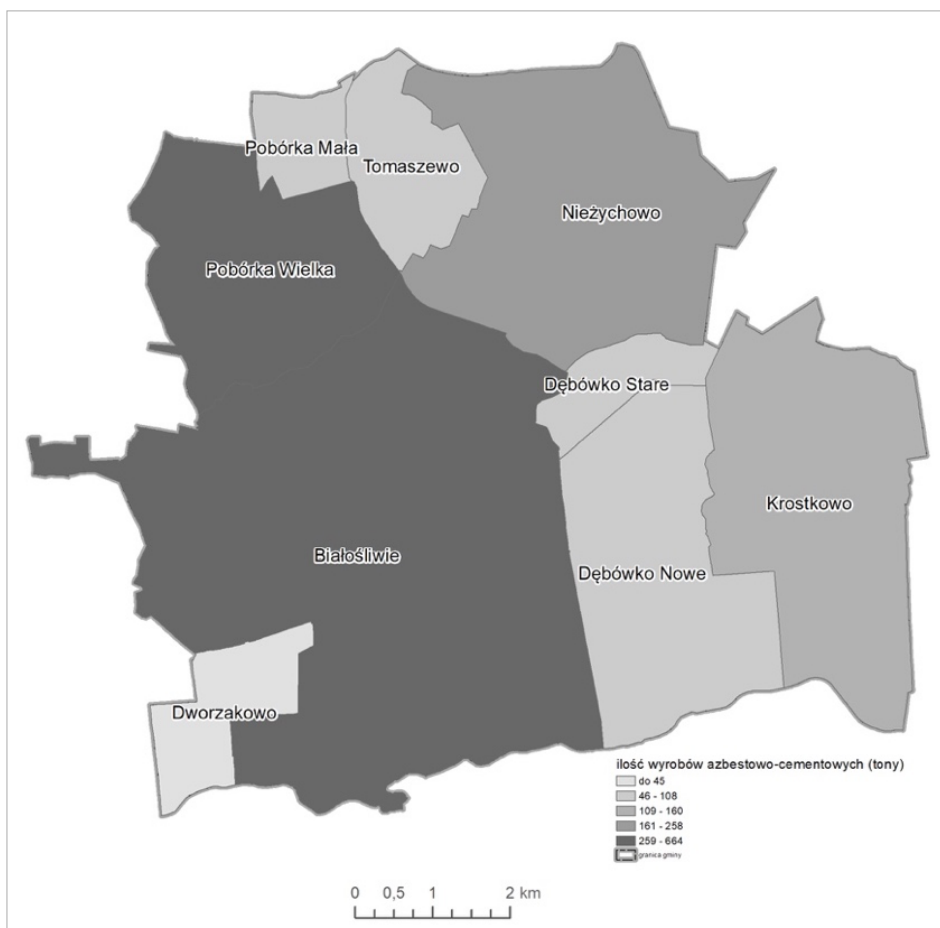 Pobórka Mała
Tomaszewo
Nieżychowo
Pobórka Wielka
Dębówko Stare
Krostkowo
Białośliwie
Dębówko Nowe
Dworzakowo
ilość wyrobów azbestowo-cementowych (tony)
do 45
46 - 108
109 - 160
161 - 258
259 - 664
granica gminy
0 0,5 1 2 km